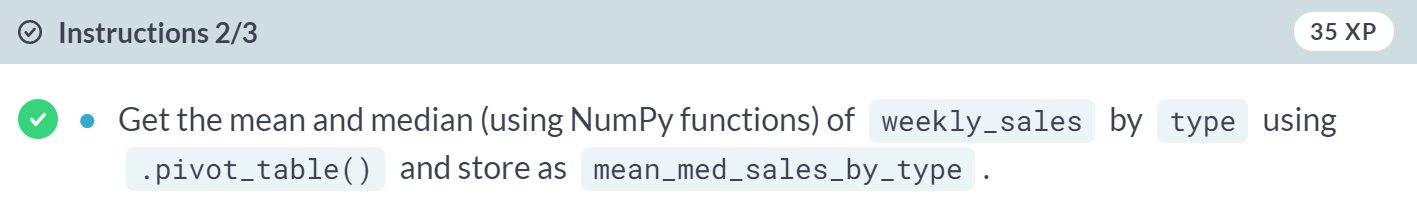 Instructions 2/3 35 XP
Get the mean and median (using NumPy functions) of weekly_sales by type using
.pivot_table() and store as mean_med_sales_by_type .